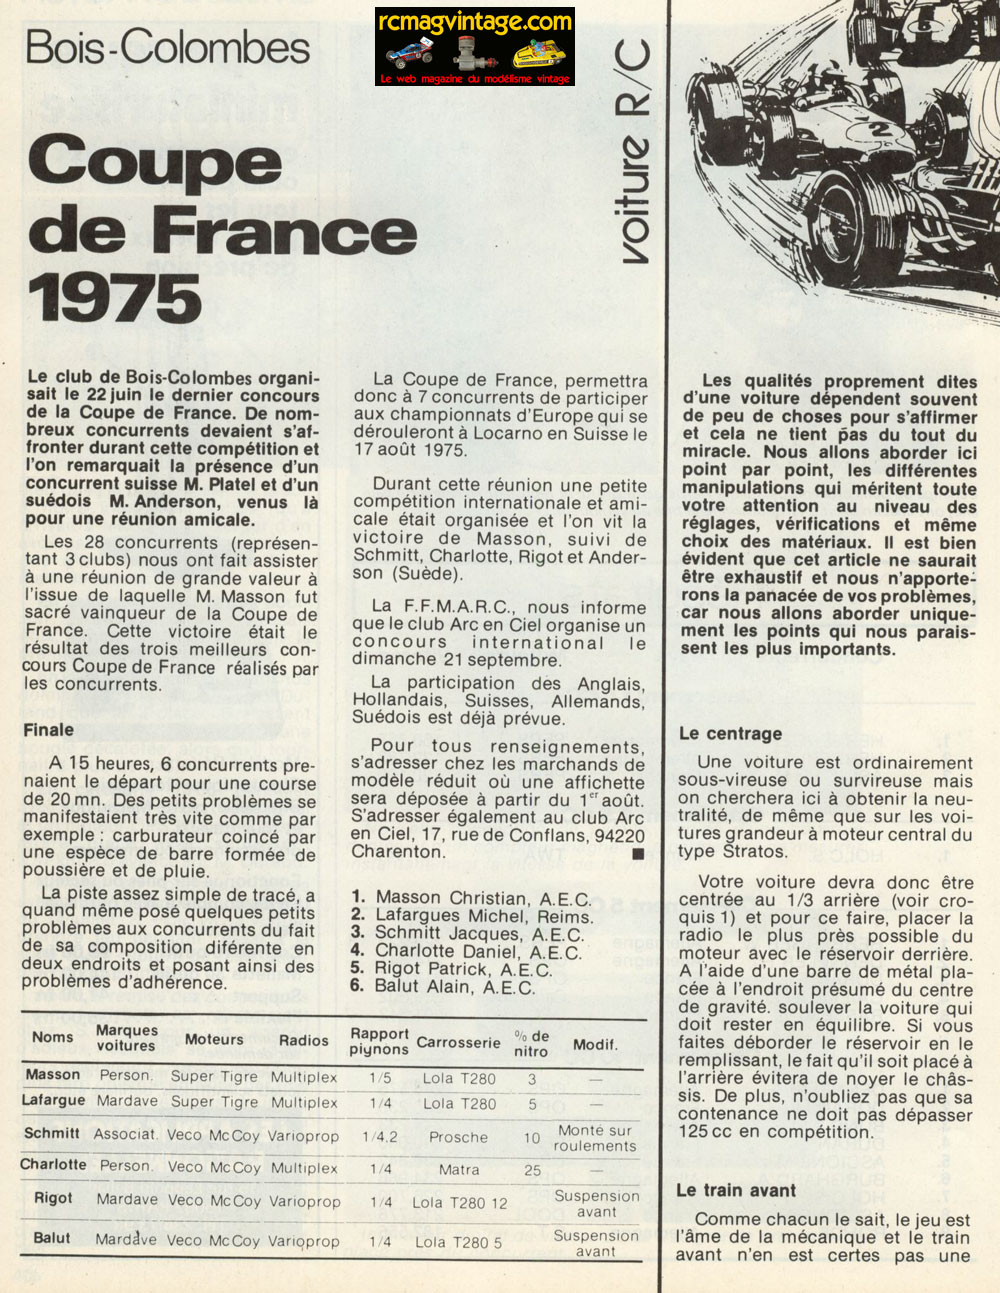 rcmagvintage.com
Le web magazine du modélisme vintage
Bois-Colombes
Coupe
de France
1975
voiture R/C
2
Le club de Bois-Colombes organi-
sait le 22 juin le dernier concours
de la Coupe de France. De nom-
breux concurrents devaient s'af-
fronter durant cette compétition et
l'on remarquait la présence d'un
concurrent suisse M. Platel et d'un
suédois M. Anderson, venus là
pour une réunion amicale.
Les 28 concurrents (représen-
tant 3 clubs) nous ont fait assister
à une réunion de grande valeur à
l'issue de laquelle M. Masson fut
sacré vainqueur de la Coupe de
France. Cette victoire était le
résultat des trois meilleurs con-
cours Coupe de France réalisés par
les concurrents.
Finale
A 15 heures, 6 concurrents pre-
naient le départ pour une course
de 20 mn. Des petits problèmes se
manifestaient très vite comme par
exemple : carburateur coincé par
une espèce de barre formée de
poussière et de pluie.
La piste assez simple de tracé, a
quand même posé quelques petits
problèmes aux concurrents du fait
de sa composition diférente en
deux endroits et posant ainsi des
problèmes d'adhérence.
La Coupe de France, permettra
donc à 7 concurrents de participer
aux championnats d'Europe qui se
dérouleront à Locarno en Suisse le
17 août 1975.
Durant cette réunion une petite
compétition internationale et ami-
cale était organisée et l'on vit la
victoire de Masson, suivi de
Schmitt, Charlotte, Rigot et Ander-
son (Suède).
La F.F.M.A.R.C., nous informe
que le club Arc en Ciel organise un
concours international le
dimanche 21 septembre.
La participation des Anglais,
Hollandais, Suisses, Allemands,
Suédois est déjà prévue.
Pour tous renseignements,
s'adresser chez les marchands de
modèle réduit où une affichette
sera déposée à partir du 1er août.
S'adresser également au club Arc
en Ciel, 17, rue de Conflans, 94220
Charenton. ■
1. Masson Christian, A.E.C.
2. Lafargues Michel, Reims.
3. Schmitt Jacques, A.E.C.
4. Charlotte Daniel, A.E.C.
5. Rigot Patrick, A.E.C.
6. Balut Alain, A.E.C.
Noms Marques voitures Moteurs Radios Rapport pignons Carrosserie % de nitro Modif.
Masson Person. Super Tigre Multiplex 1/5 Lola T280 3 —
Lafargue Mardave Super Tigre Multiplex 1/4 Lola T280 5 —
Schmitt Associat. Veco Mc Coy Varioprop 1/4.2 Prosche 10 Monté sur roulements
Charlotte Person. Veco Mc Coy Multiplex 1/4 Matra 25 —
Rigot Mardave Veco Mc Coy Varioprop 1/4 Lola T280 12 Suspension avant
Balut Mardave Veco Mc Coy Varioprop 1/4 Lola T280 5 Suspension avant
Les qualités proprement dites
d'une voiture dépendent souvent
de peu de choses pour s'affirmer
et cela ne tient pas du tout du
miracle. Nous allons aborder ici
point par point, les différentes
manipulations qui méritent toute
votre attention au niveau des
réglages, vérifications et même
choix des matériaux. Il est bien
évident que cet article ne saurait
être exhaustif et nous n'apporte-
rons la panacée de vos problèmes,
car nous allons aborder unique-
ment les points qui nous parais-
sent les plus importants.
Le centrage
Une voiture est ordinairement
sous-vireuse ou survireuse mais
on cherchera ici à obtenir la neu-
tralité, de même que sur les voi-
tures grandeur à moteur central du
type Stratos.
Votre voiture devra donc être
centrée au 1/3 arrière (voir cro-
quis 1) et pour ce faire, placer la
radio le plus près possible du
moteur avec le réservoir derrière.
A l'aide d'une barre de métal pla-
cée à l'endroit présumé du centre
de gravité. soulever la voiture qui
doit rester en équilibre. Si vous
faites déborder le réservoir en le
remplissant, le fait qu'il soit placé à
l'arrière évitera de noyer le châs-
sis. De plus, n'oubliez pas que sa
contenance ne doit pas dépasser
125 cc en compétition.
Le train avant
Comme chacun le sait, le jeu est
l'âme de la mécanique et le train
avant n'en est certes pas une